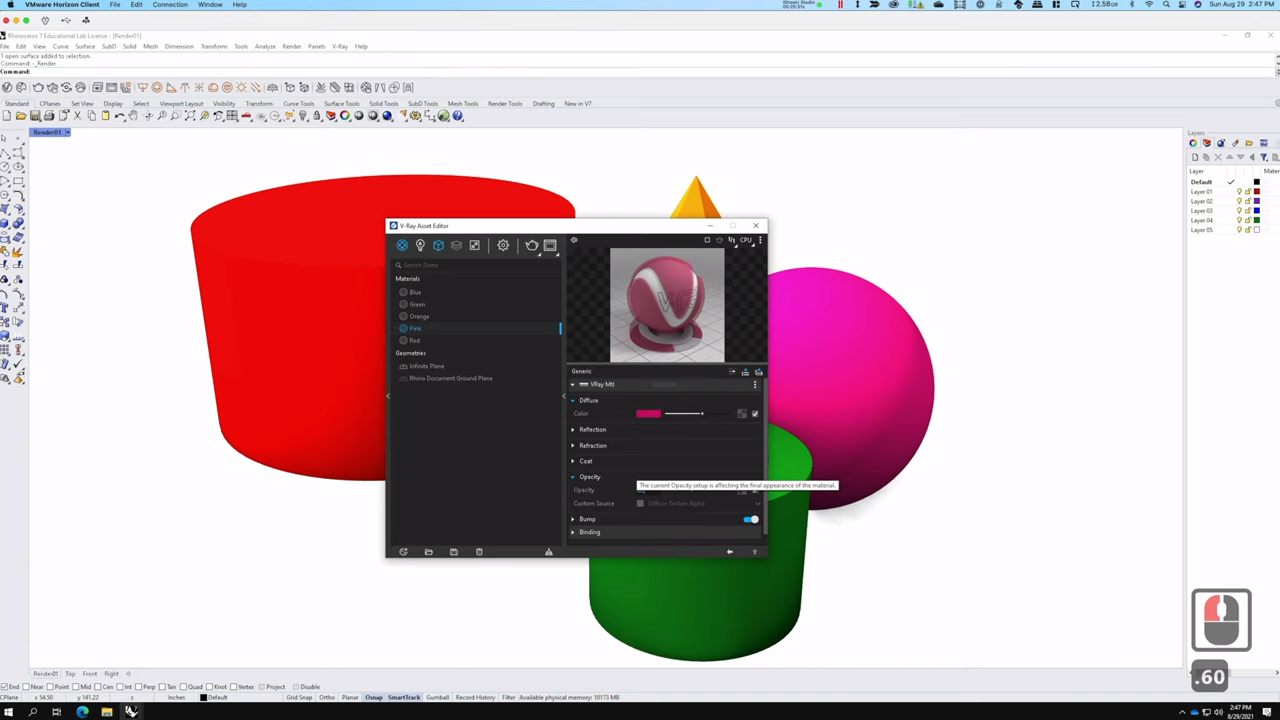 VMware Horizon Client File Edit Connection Window Help
2.58GB Sun Aug 29 2:47 PM
Rhinoceros 7 Educational Lab License - [Render01]
File Edit View Curve Surface SubD Solid Mesh Dimension Transform Tools Analyze Render Panels V-Ray Help
1 open surface added to selection.
Command: -_Render
Command:
Standard CPlanes Set View Display Select Viewport Layout Visibility Transform Curve Tools Surface Tools Solid Tools SubD Tools Mesh Tools Render Tools Drafting New in V7
Render01
Layers
Layer
Default
Layer 01
Layer 02
Layer 03
Layer 04
Layer 05
V-Ray Asset Editor
CPU
Search Scene
Materials
Blue
Green
Orange
Pink
Red
Geometries
Infinite Plane
Rhino Document Ground Plane
Generic
VRay Mtl
Diffuse
Color
Reflection
Refraction
Coat
Opacity
The current Opacity setup is affecting the final appearance of the material.
Opacity
Custom Source Diffuse Texture Alpha
Bump
Binding
.60
Render01 Top Front Right
End Near Point Mid Cen Int Perp Tan Quad Knot Vertex Project Disable
CPlane x 54.50 y 141.22 z Inches Default Grid Snap Ortho Planar Osnap SmartTrack Gumball Record History Filter Available physical memory: 10173 MB
2:47 PM
8/29/2021